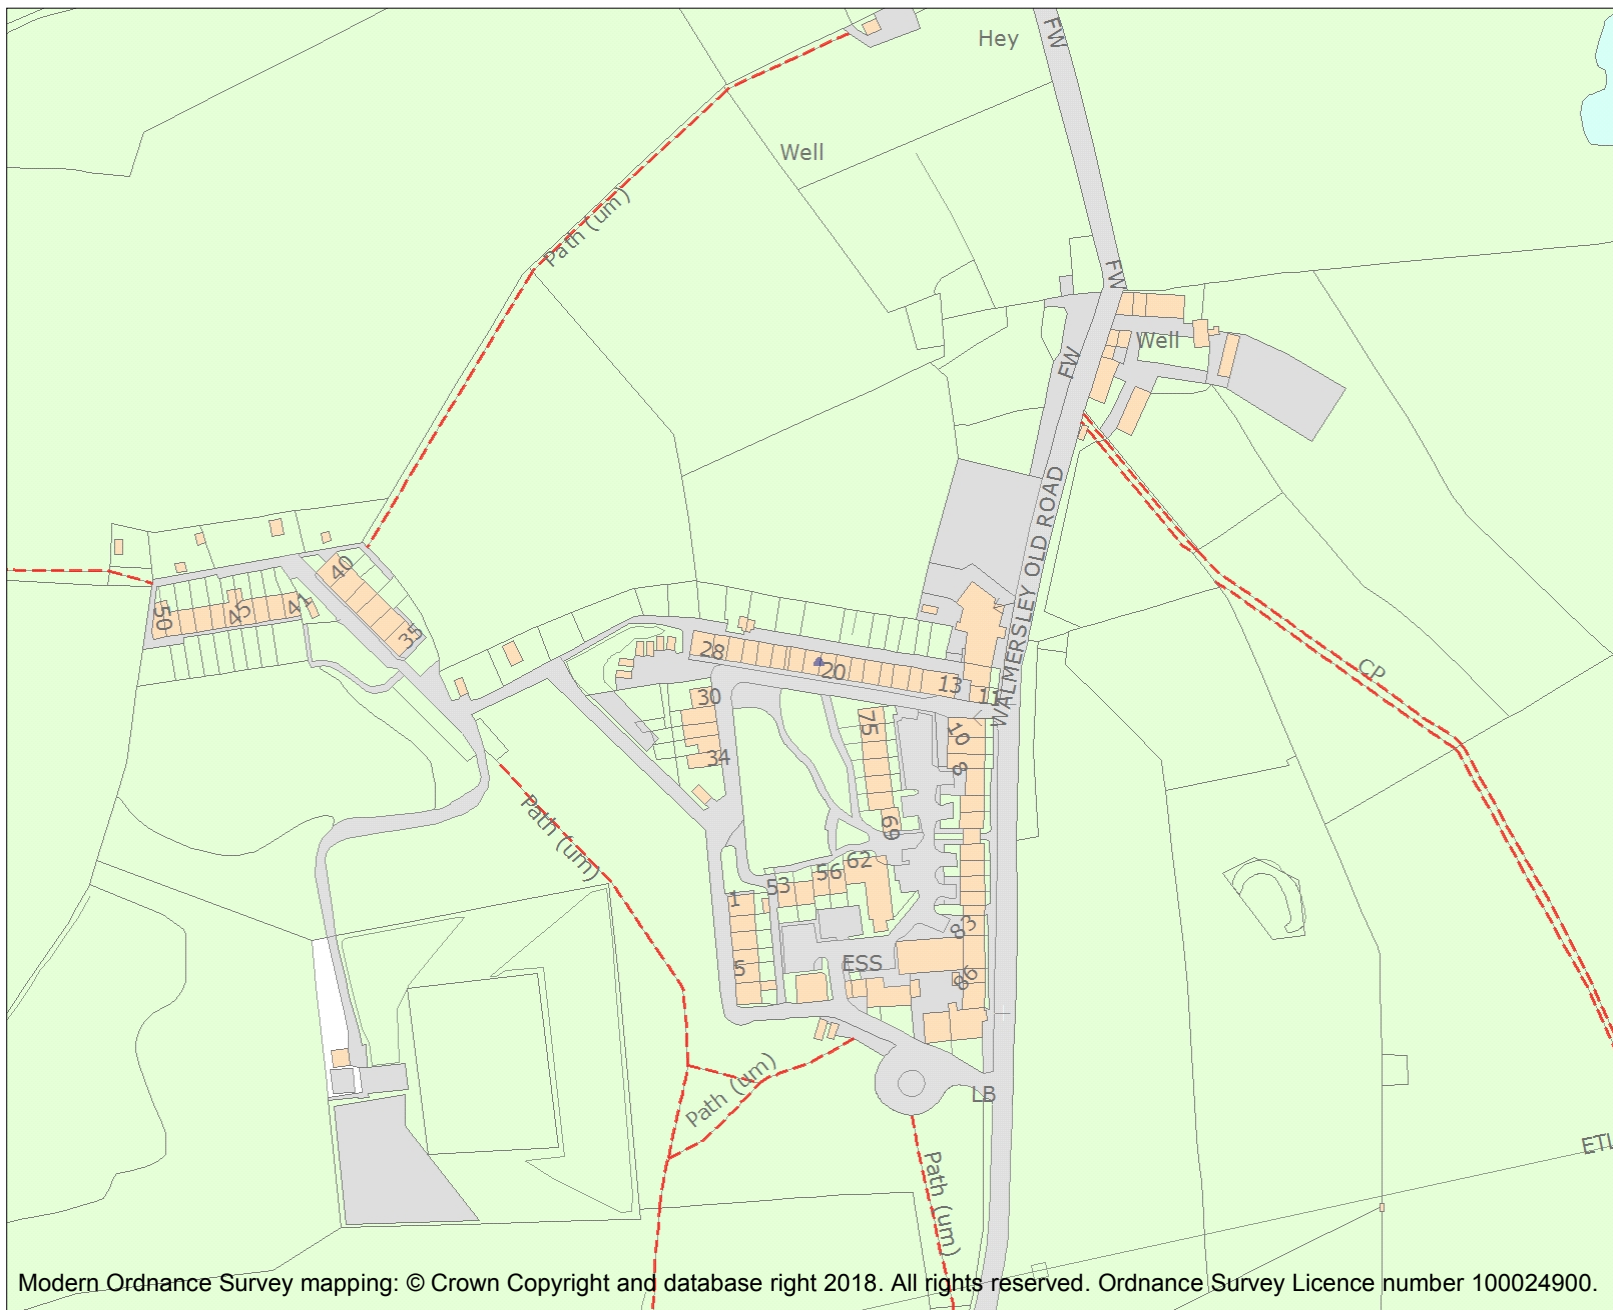 FW
Hey
Well
Path (um)
FW
Well
FW
WALMERSLEY OLD ROAD
40
50
45
41
35
28
20
13
11
CP
30
75
10
34
8
Path (um)
69
62
56
53
1
83
5
ESS
86
Path (um)
LB
ETL
Path (um)
Modern Ordnance Survey mapping: © Crown Copyright and database right 2018. All rights reserved. Ordnance Survey Licence number 100024900.